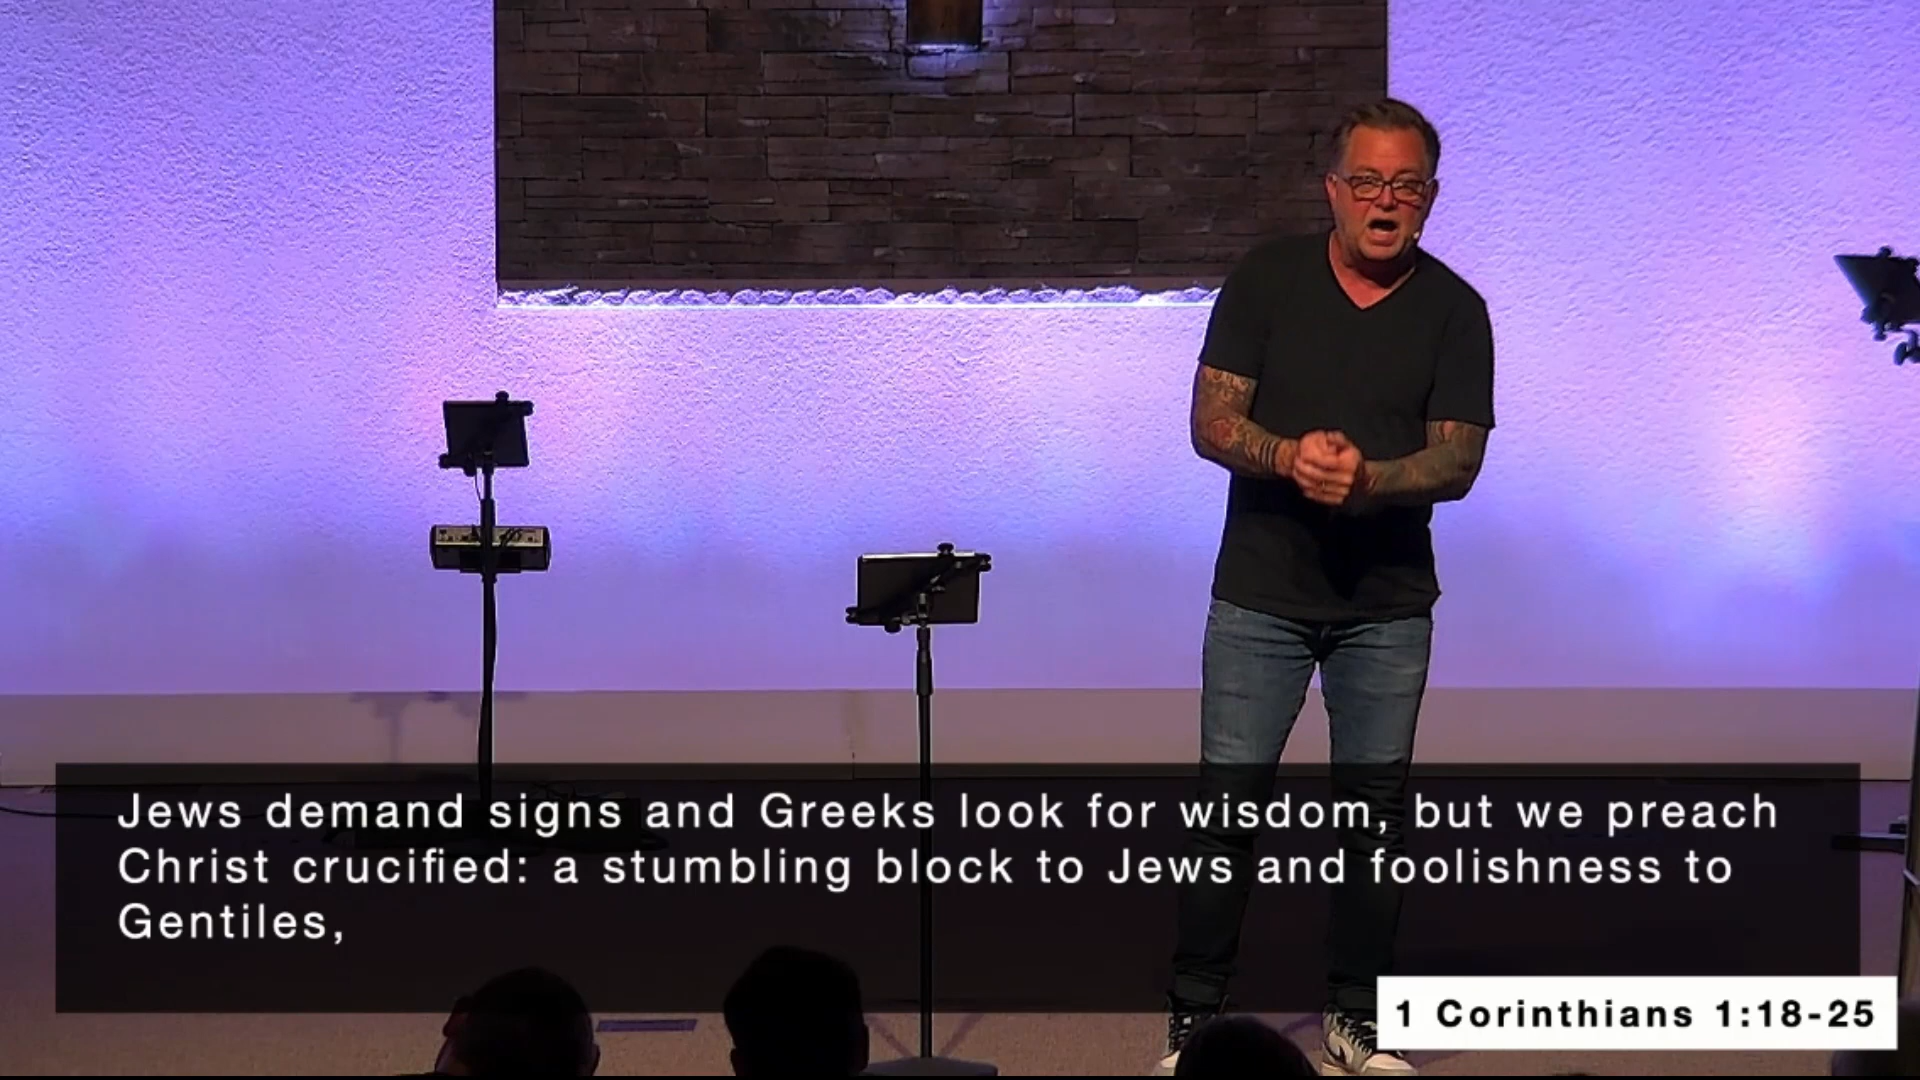 Jews demand signs and Greeks look for wisdom, but we preach
Christ crucified: a stumbling block to Jews and foolishness to
Gentiles,
1 Corinthians 1:18-25